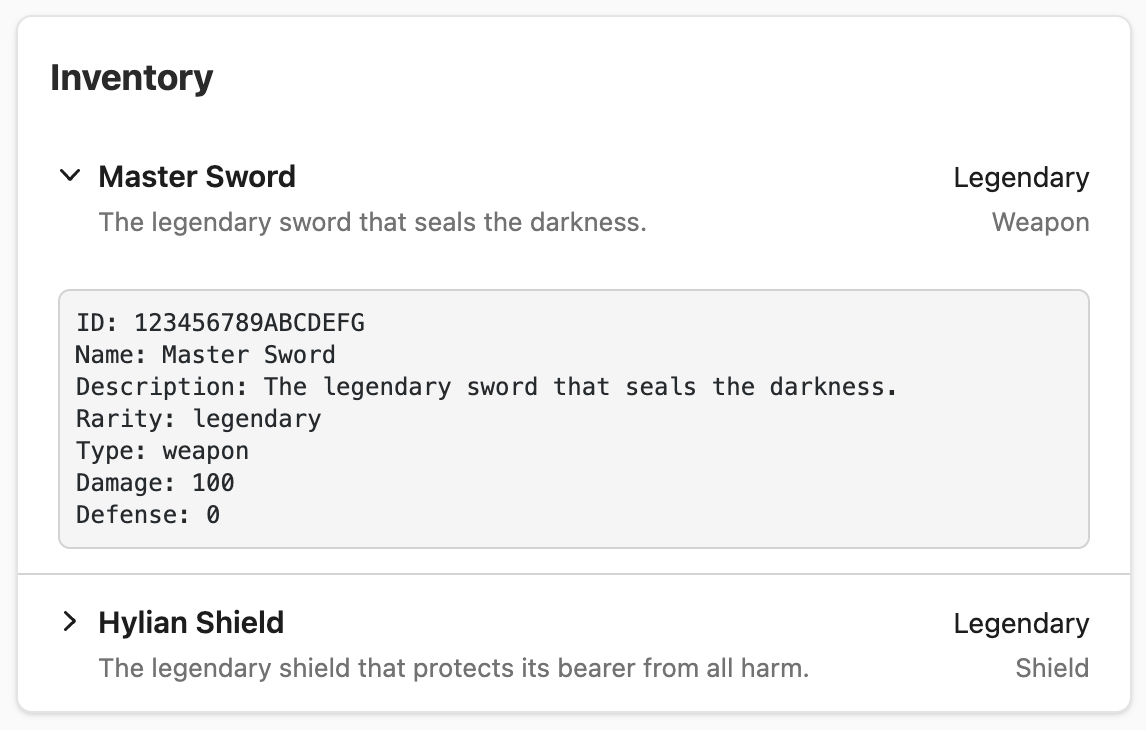 Inventory
Master Sword Legendary
The legendary sword that seals the darkness. Weapon
ID: 123456789ABCDEFG
Name: Master Sword
Description: The legendary sword that seals the darkness.
Rarity: legendary
Type: weapon
Damage: 100
Defense: 0
Hylian Shield Legendary
The legendary shield that protects its bearer from all harm. Shield